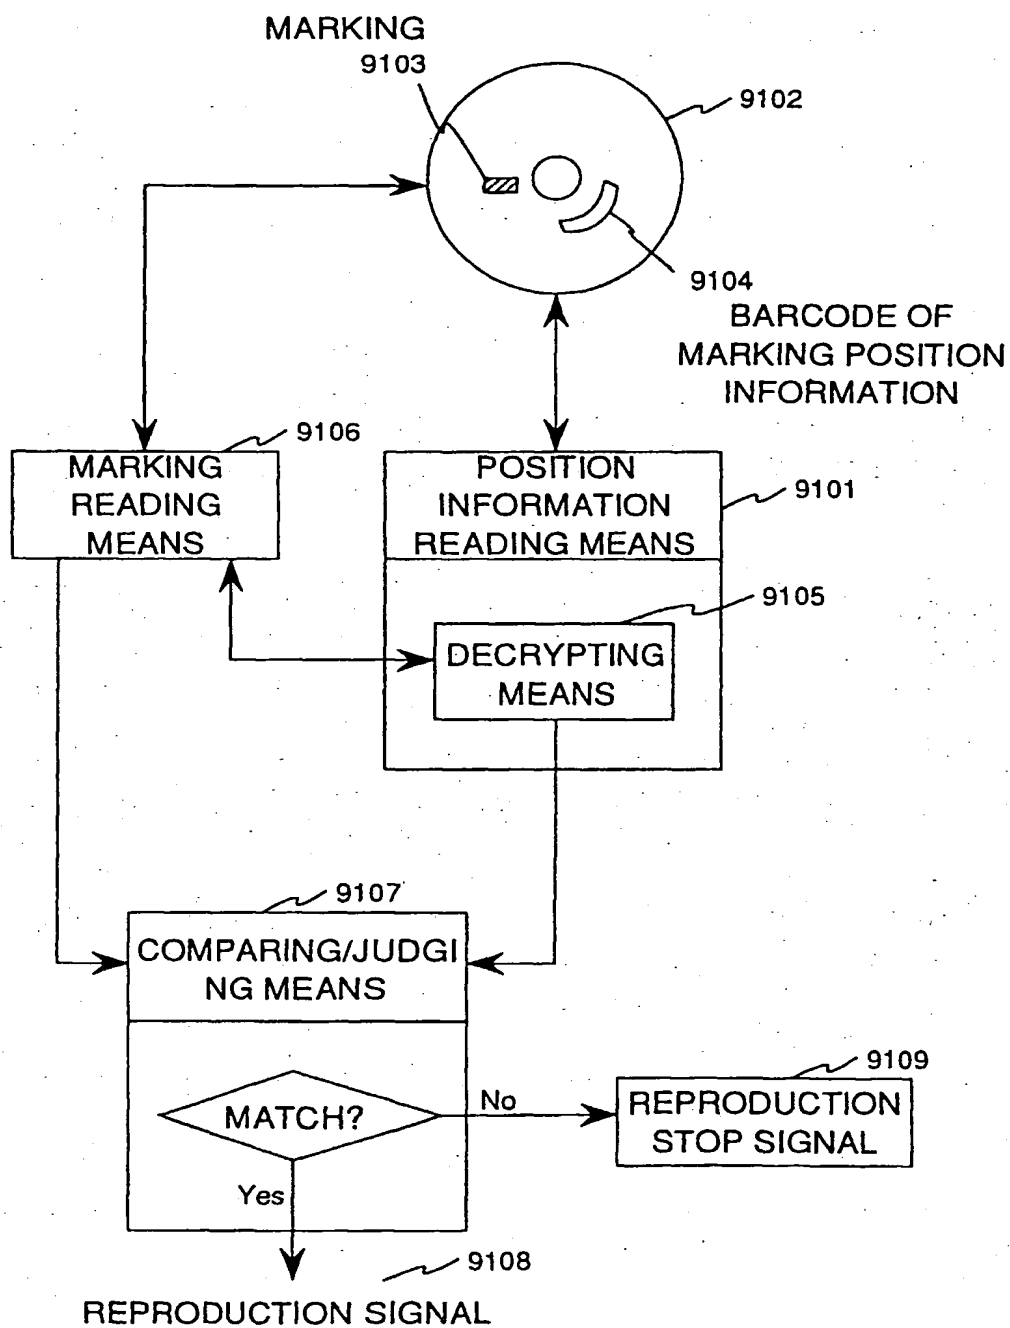 MARKING
9103
9102
9104
BARCODE OF
MARKING POSITION
INFORMATION
9106
MARKING
READING
MEANS
POSITION
INFORMATION
READING MEANS
9101
9105
DECRYPTING
MEANS
9107
COMPARING/JUDGI
NG MEANS
MATCH?
No
9109
REPRODUCTION
STOP SIGNAL
Yes
9108
REPRODUCTION SIGNAL